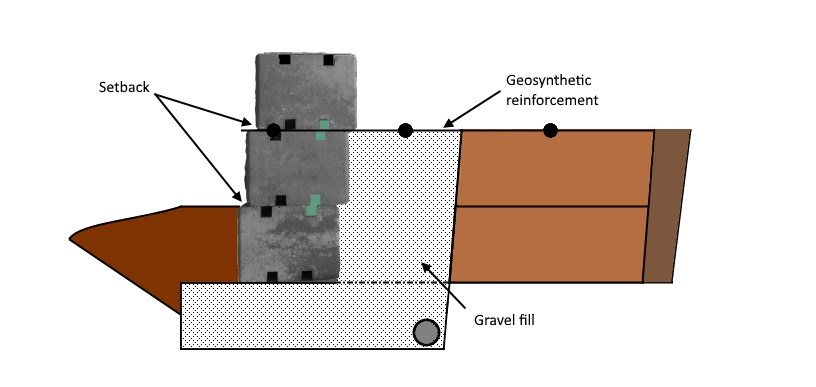 Setback
Geosynthetic
reinforcement
Gravel fill